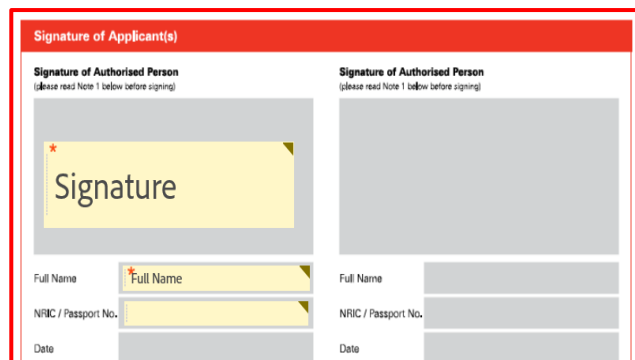 Signature of Applicant(s)
Signature of Authorised Person
(please read Note 1 below before signing)
* Signature
Full Name * Full Name
NRIC / Passport No.
Date
Signature of Authorised Person
(please read Note 1 below before signing)
Full Name
NRIC / Passport No.
Date